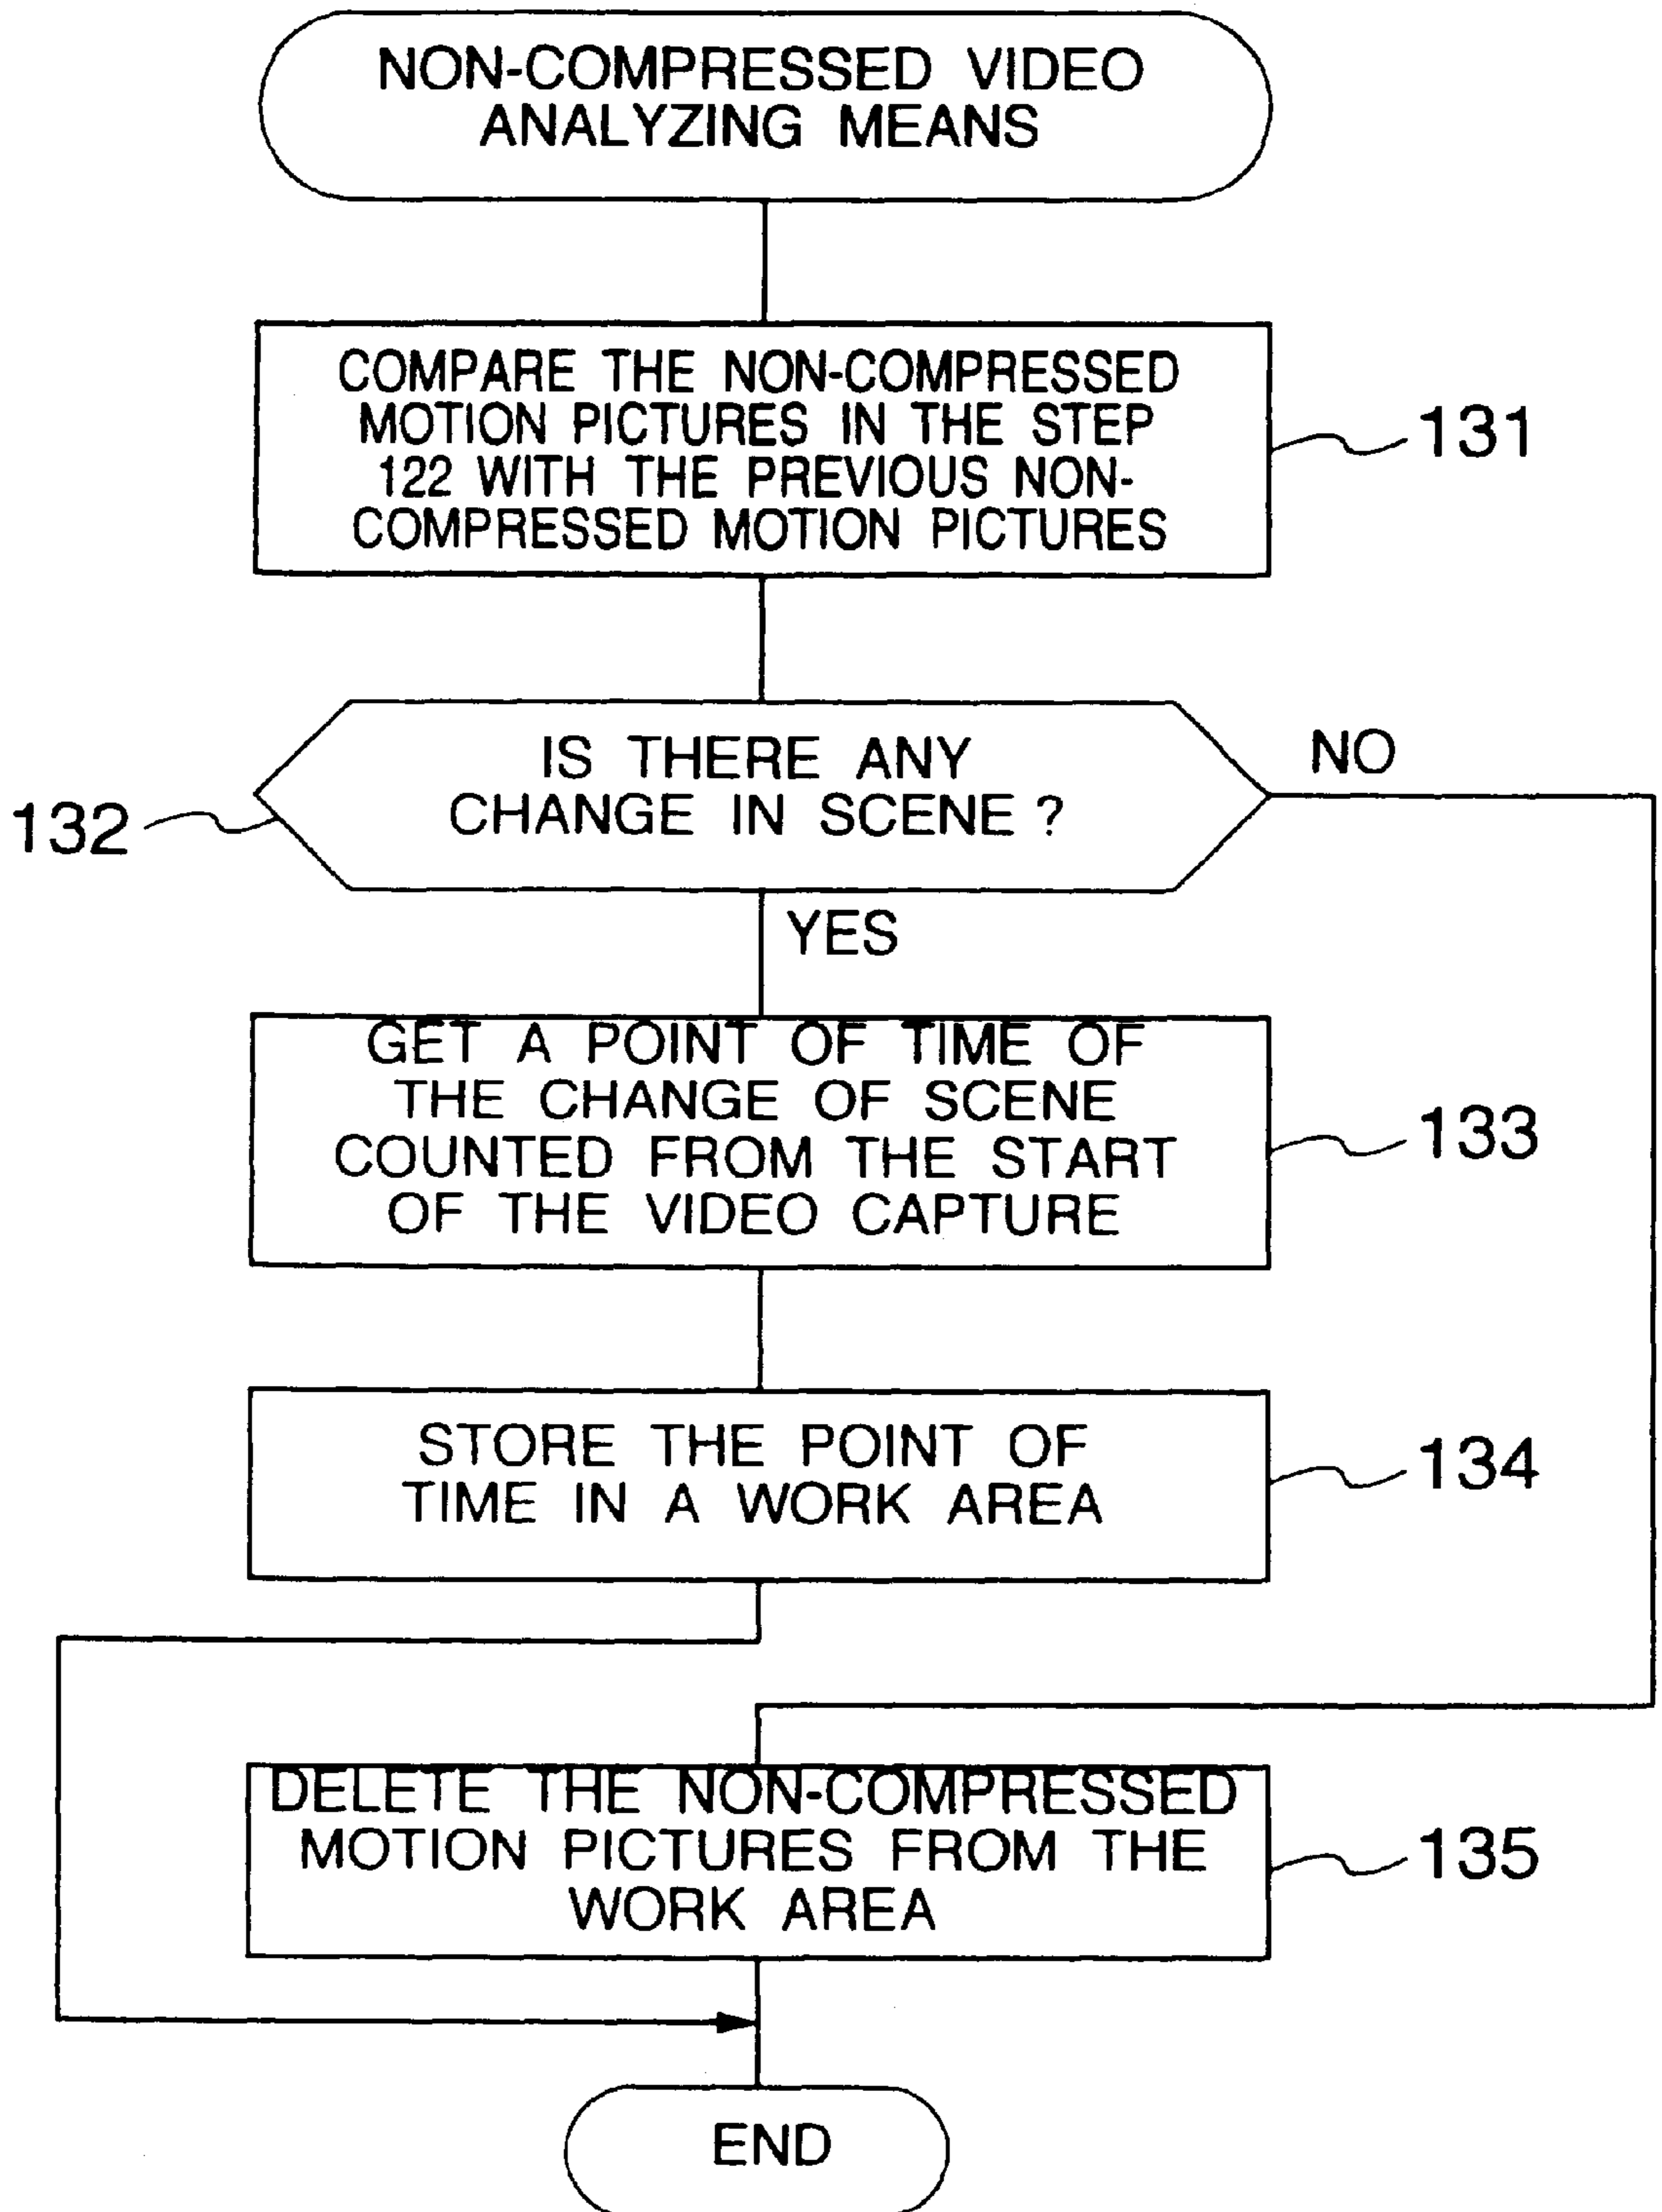 NON-COMPRESSED VIDEO
ANALYZING MEANS
COMPARE THE NON-COMPRESSED
MOTION PICTURES IN THE STEP
122 WITH THE PREVIOUS NON-
COMPRESSED MOTION PICTURES
131
IS THERE ANY
CHANGE IN SCENE ?
NO
132
YES
GET A POINT OF TIME OF
THE CHANGE OF SCENE
COUNTED FROM THE START
OF THE VIDEO CAPTURE
133
STORE THE POINT OF
TIME IN A WORK AREA
134
DELETE THE NON-COMPRESSED
MOTION PICTURES FROM THE
WORK AREA
135
END